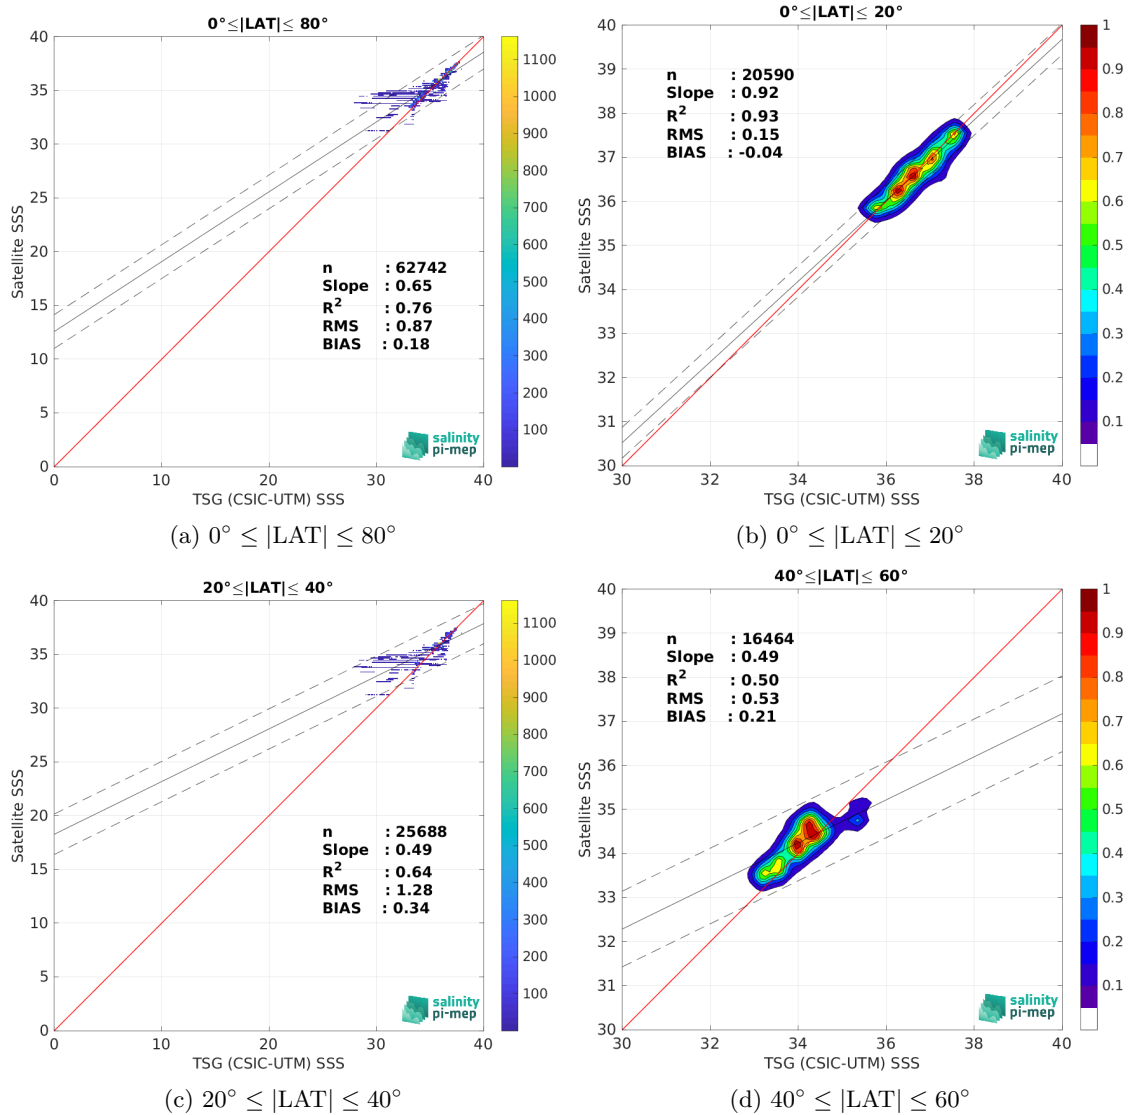 0°≤|LAT|≤ 80°
40
35
30
25
20
15
10
5
0
Satellite SSS
n : 62742
Slope : 0.65
R² : 0.76
RMS : 0.87
BIAS : 0.18
salinity
pi-mep
0 10 20 30 40
TSG (CSIC-UTM) SSS
1100
1000
900
800
700
600
500
400
300
200
100
(a) 0° ≤ |LAT| ≤ 80°
0°≤|LAT|≤ 20°
40
39
38
37
36
35
34
33
32
31
30
Satellite SSS
n : 20590
Slope : 0.92
R² : 0.93
RMS : 0.15
BIAS : -0.04
salinity
pi-mep
30 32 34 36 38 40
TSG (CSIC-UTM) SSS
1
0.9
0.8
0.7
0.6
0.5
0.4
0.3
0.2
0.1
(b) 0° ≤ |LAT| ≤ 20°
20°≤|LAT|≤ 40°
40
35
30
25
20
15
10
5
0
Satellite SSS
n : 25688
Slope : 0.49
R² : 0.64
RMS : 1.28
BIAS : 0.34
salinity
pi-mep
0 10 20 30 40
TSG (CSIC-UTM) SSS
1100
1000
900
800
700
600
500
400
300
200
100
(c) 20° ≤ |LAT| ≤ 40°
40°≤|LAT|≤ 60°
40
39
38
37
36
35
34
33
32
31
30
Satellite SSS
n : 16464
Slope : 0.49
R² : 0.50
RMS : 0.53
BIAS : 0.21
salinity
pi-mep
30 32 34 36 38 40
TSG (CSIC-UTM) SSS
1
0.9
0.8
0.7
0.6
0.5
0.4
0.3
0.2
0.1
(d) 40° ≤ |LAT| ≤ 60°